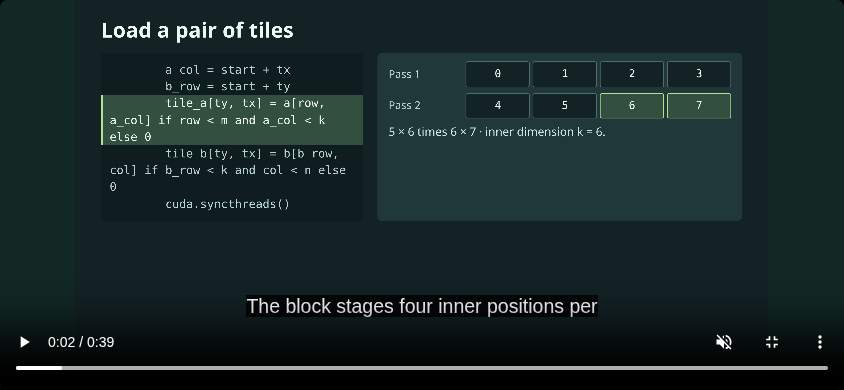 Load a pair of tiles
a col = start + tx
b_row = start + ty
tile_a[ty, tx] = a[row,
a_col] if row < m and a_col < k
else 0
tile b[ty, tx] = b[b row,
col] if b_row < k and col < n else
0
cuda.syncthreads()
Pass 1 0 1 2 3
Pass 2 4 5 6 7
5 × 6 times 6 × 7 · inner dimension k = 6.
The block stages four inner positions per
0:02 / 0:39